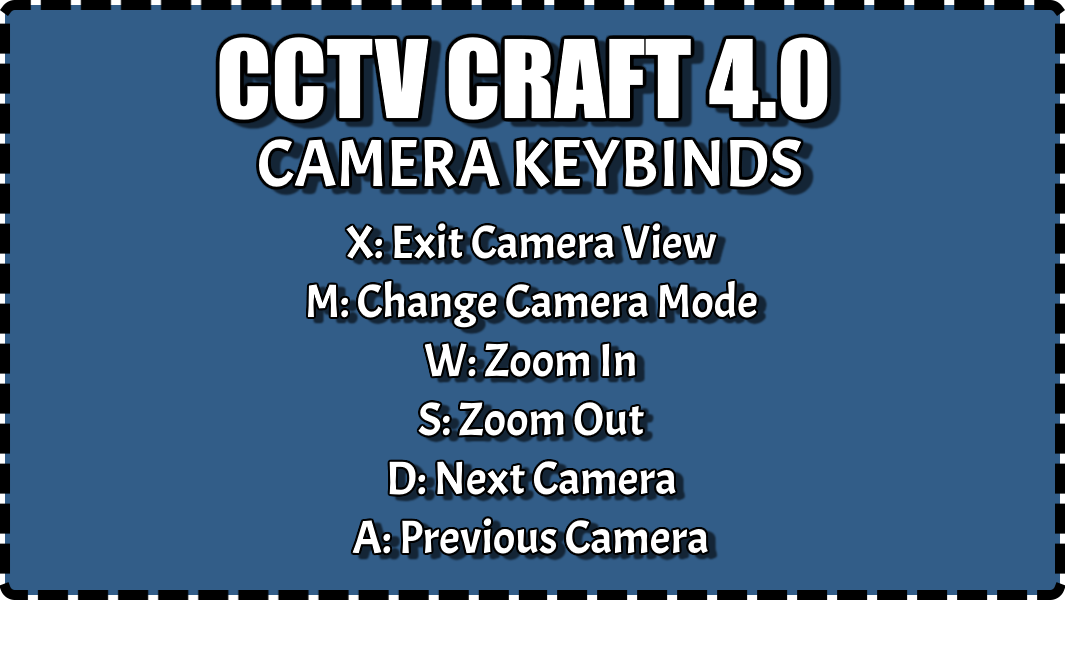 CCTV CRAFT 4.0
CAMERA KEYBINDS
X: Exit Camera View
M: Change Camera Mode
W: Zoom In
S: Zoom Out
D: Next Camera
A: Previous Camera